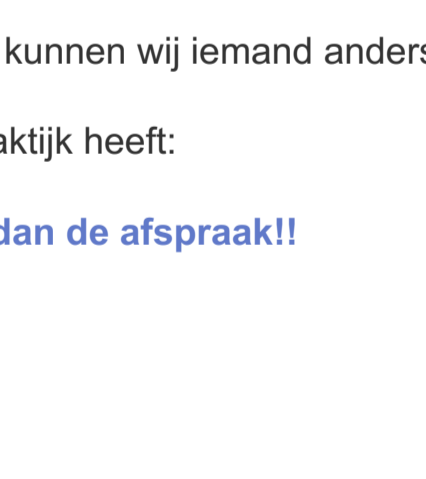 kunnen wij iemand anders
aktijk heeft:
dan de afspraak!!